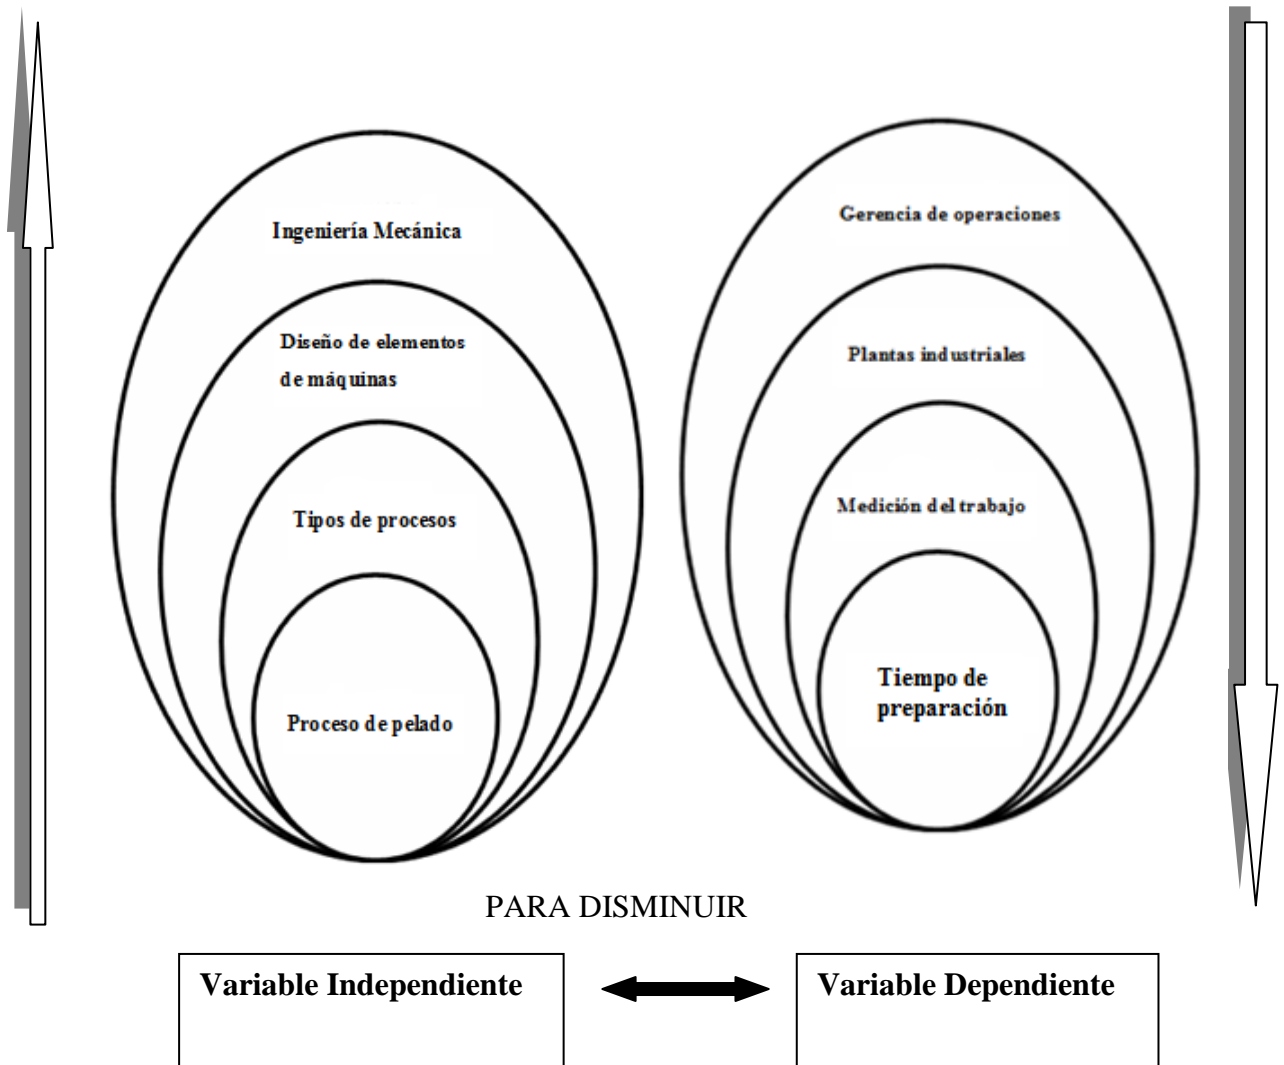 Ingeniería Mecánica
Diseño de elementos
de máquinas
Tipos de procesos
Proceso de pelado
Gerencia de operaciones
Plantas industriales
Medición del trabajo
Tiempo de
preparación
PARA DISMINUIR
Variable Independiente
Variable Dependiente